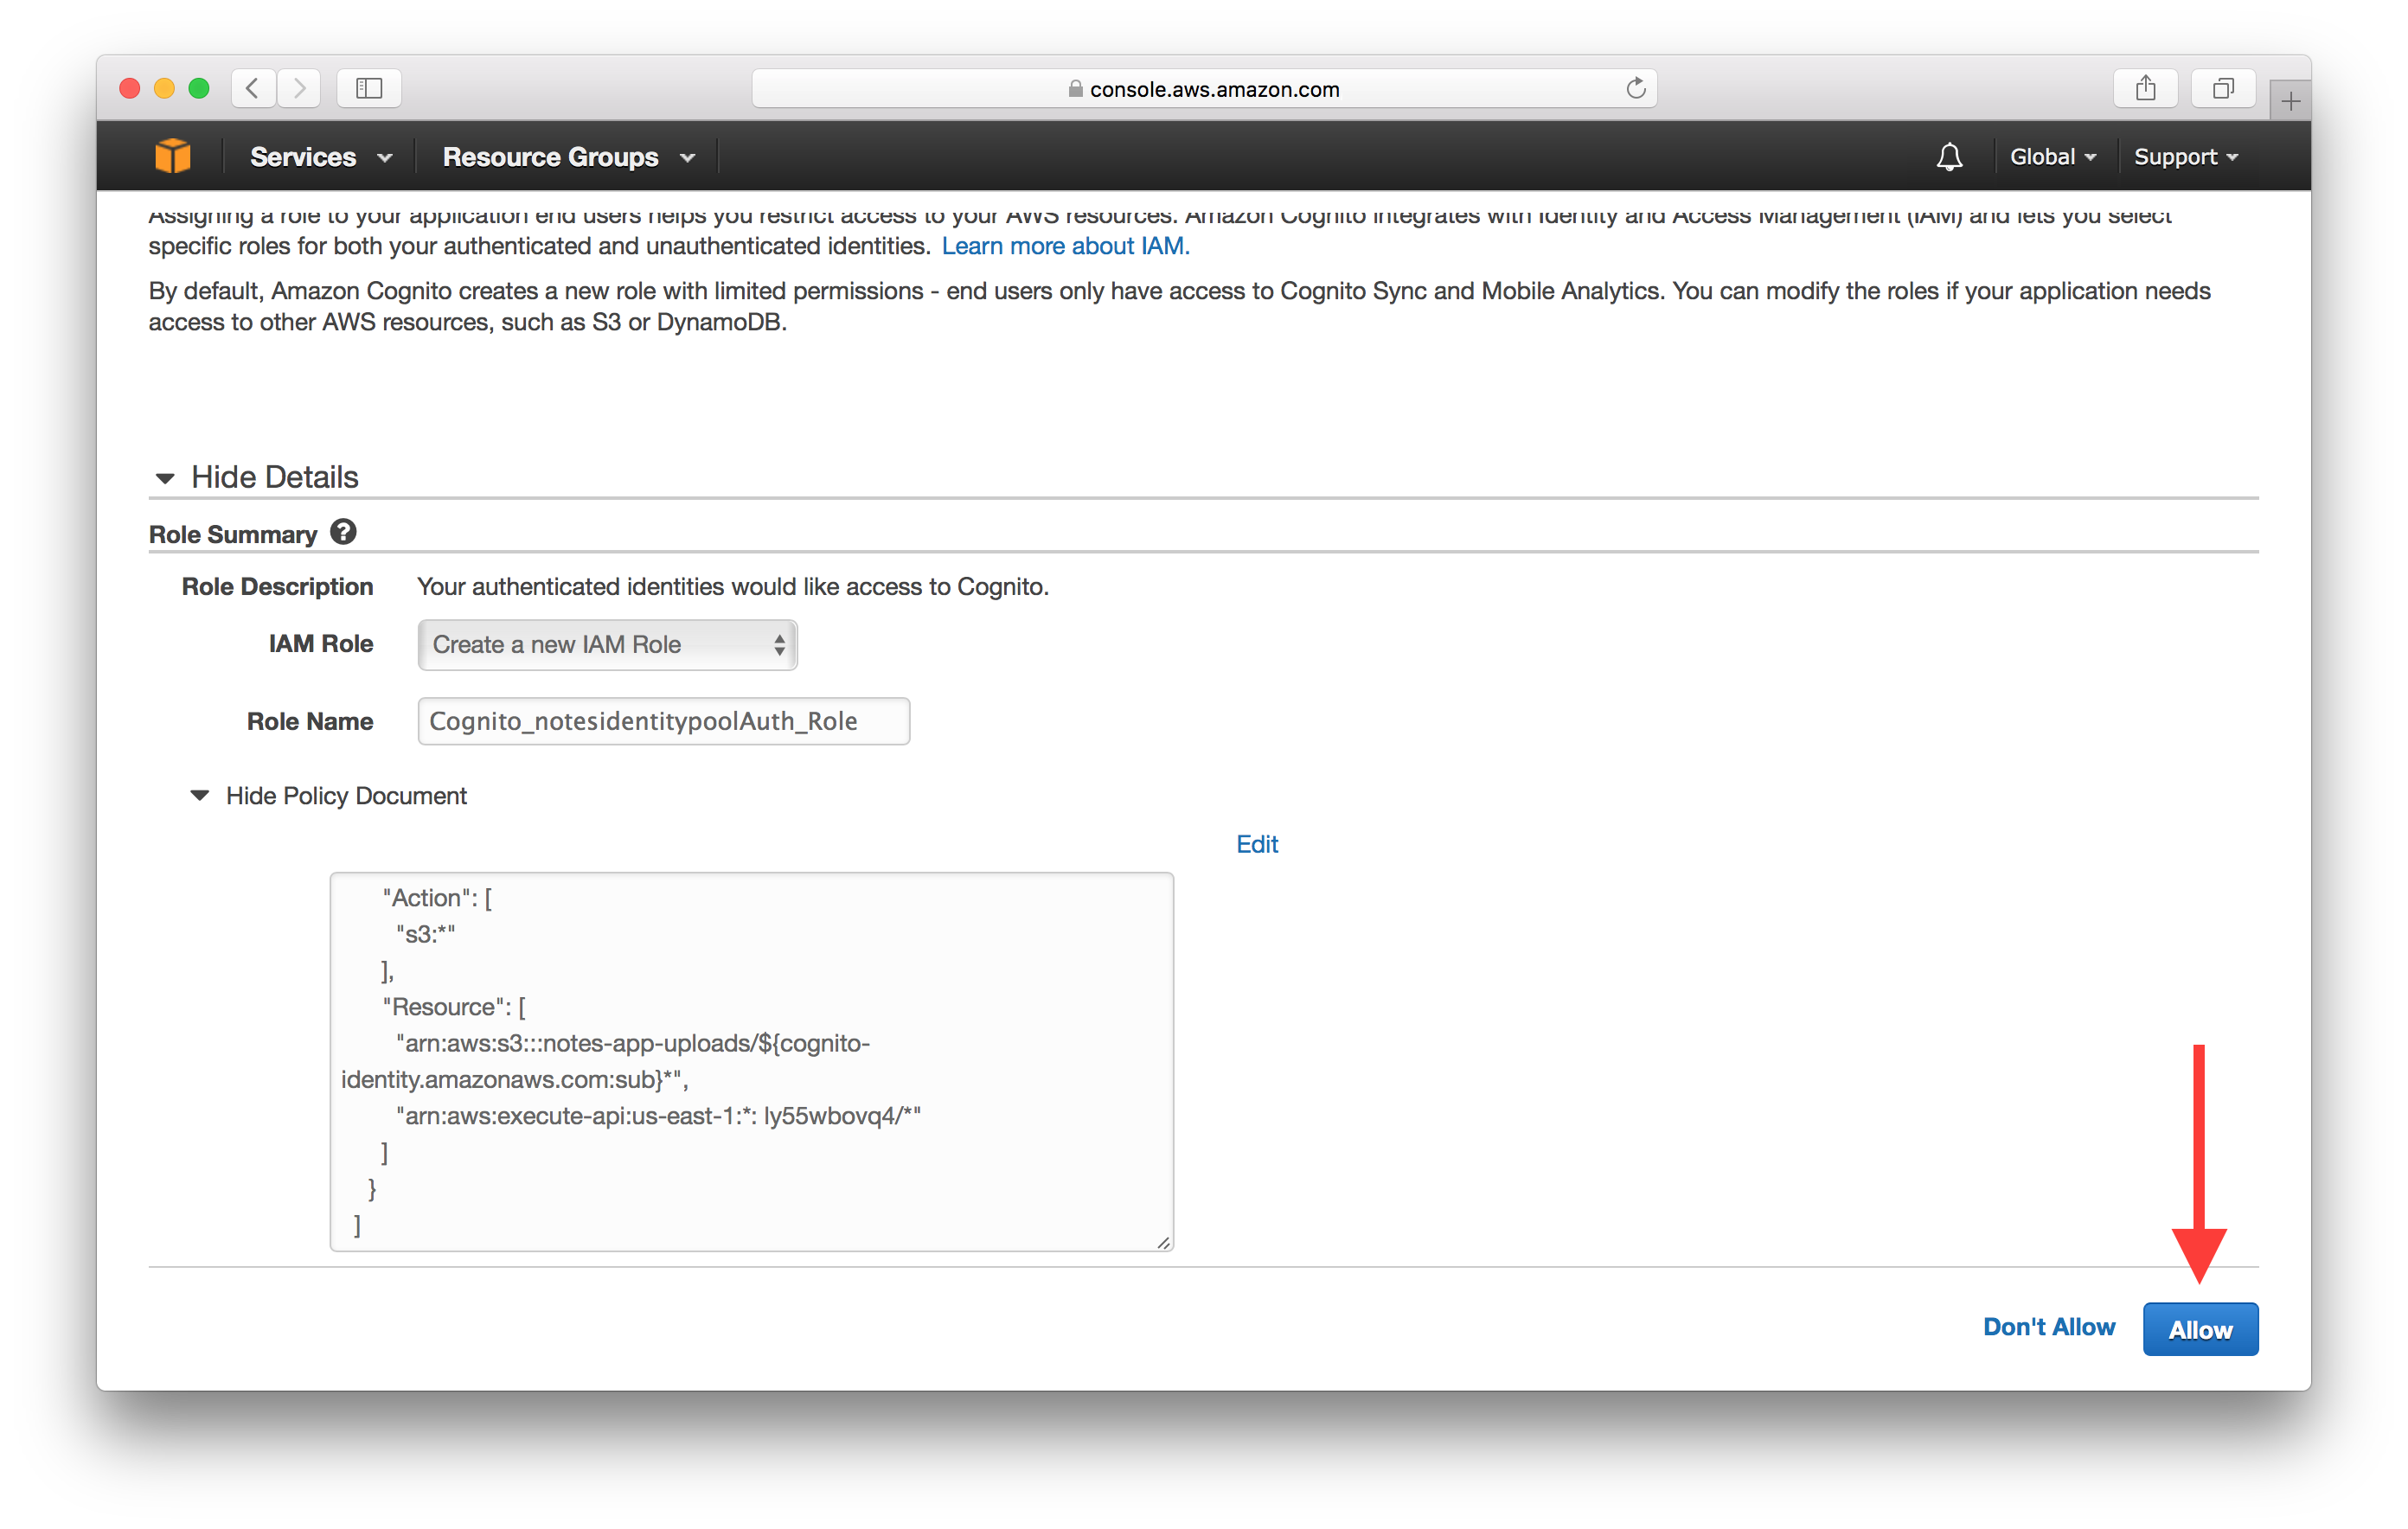 console.aws.amazon.com
Services
Resource Groups
Global
Support
Assigning a role to your application end users helps you restrict access to your AWS resources. Amazon Cognito integrates with Identity and Access Management (IAM) and lets you select
specific roles for both your authenticated and unauthenticated identities. Learn more about IAM.
By default, Amazon Cognito creates a new role with limited permissions - end users only have access to Cognito Sync and Mobile Analytics. You can modify the roles if your application needs
access to other AWS resources, such as S3 or DynamoDB.
Hide Details
Role Summary ?
Role Description Your authenticated identities would like access to Cognito.
IAM Role Create a new IAM Role
Role Name Cognito_notesidentitypoolAuth_Role
Hide Policy Document
Edit
"Action": [
"s3:*"
],
"Resource": [
"arn:aws:s3:::notes-app-uploads/${cognito-
identity.amazonaws.com:sub}*",
"arn:aws:execute-api:us-east-1:*: ly55wbovq4/*"
]
}
]
Don't Allow
Allow